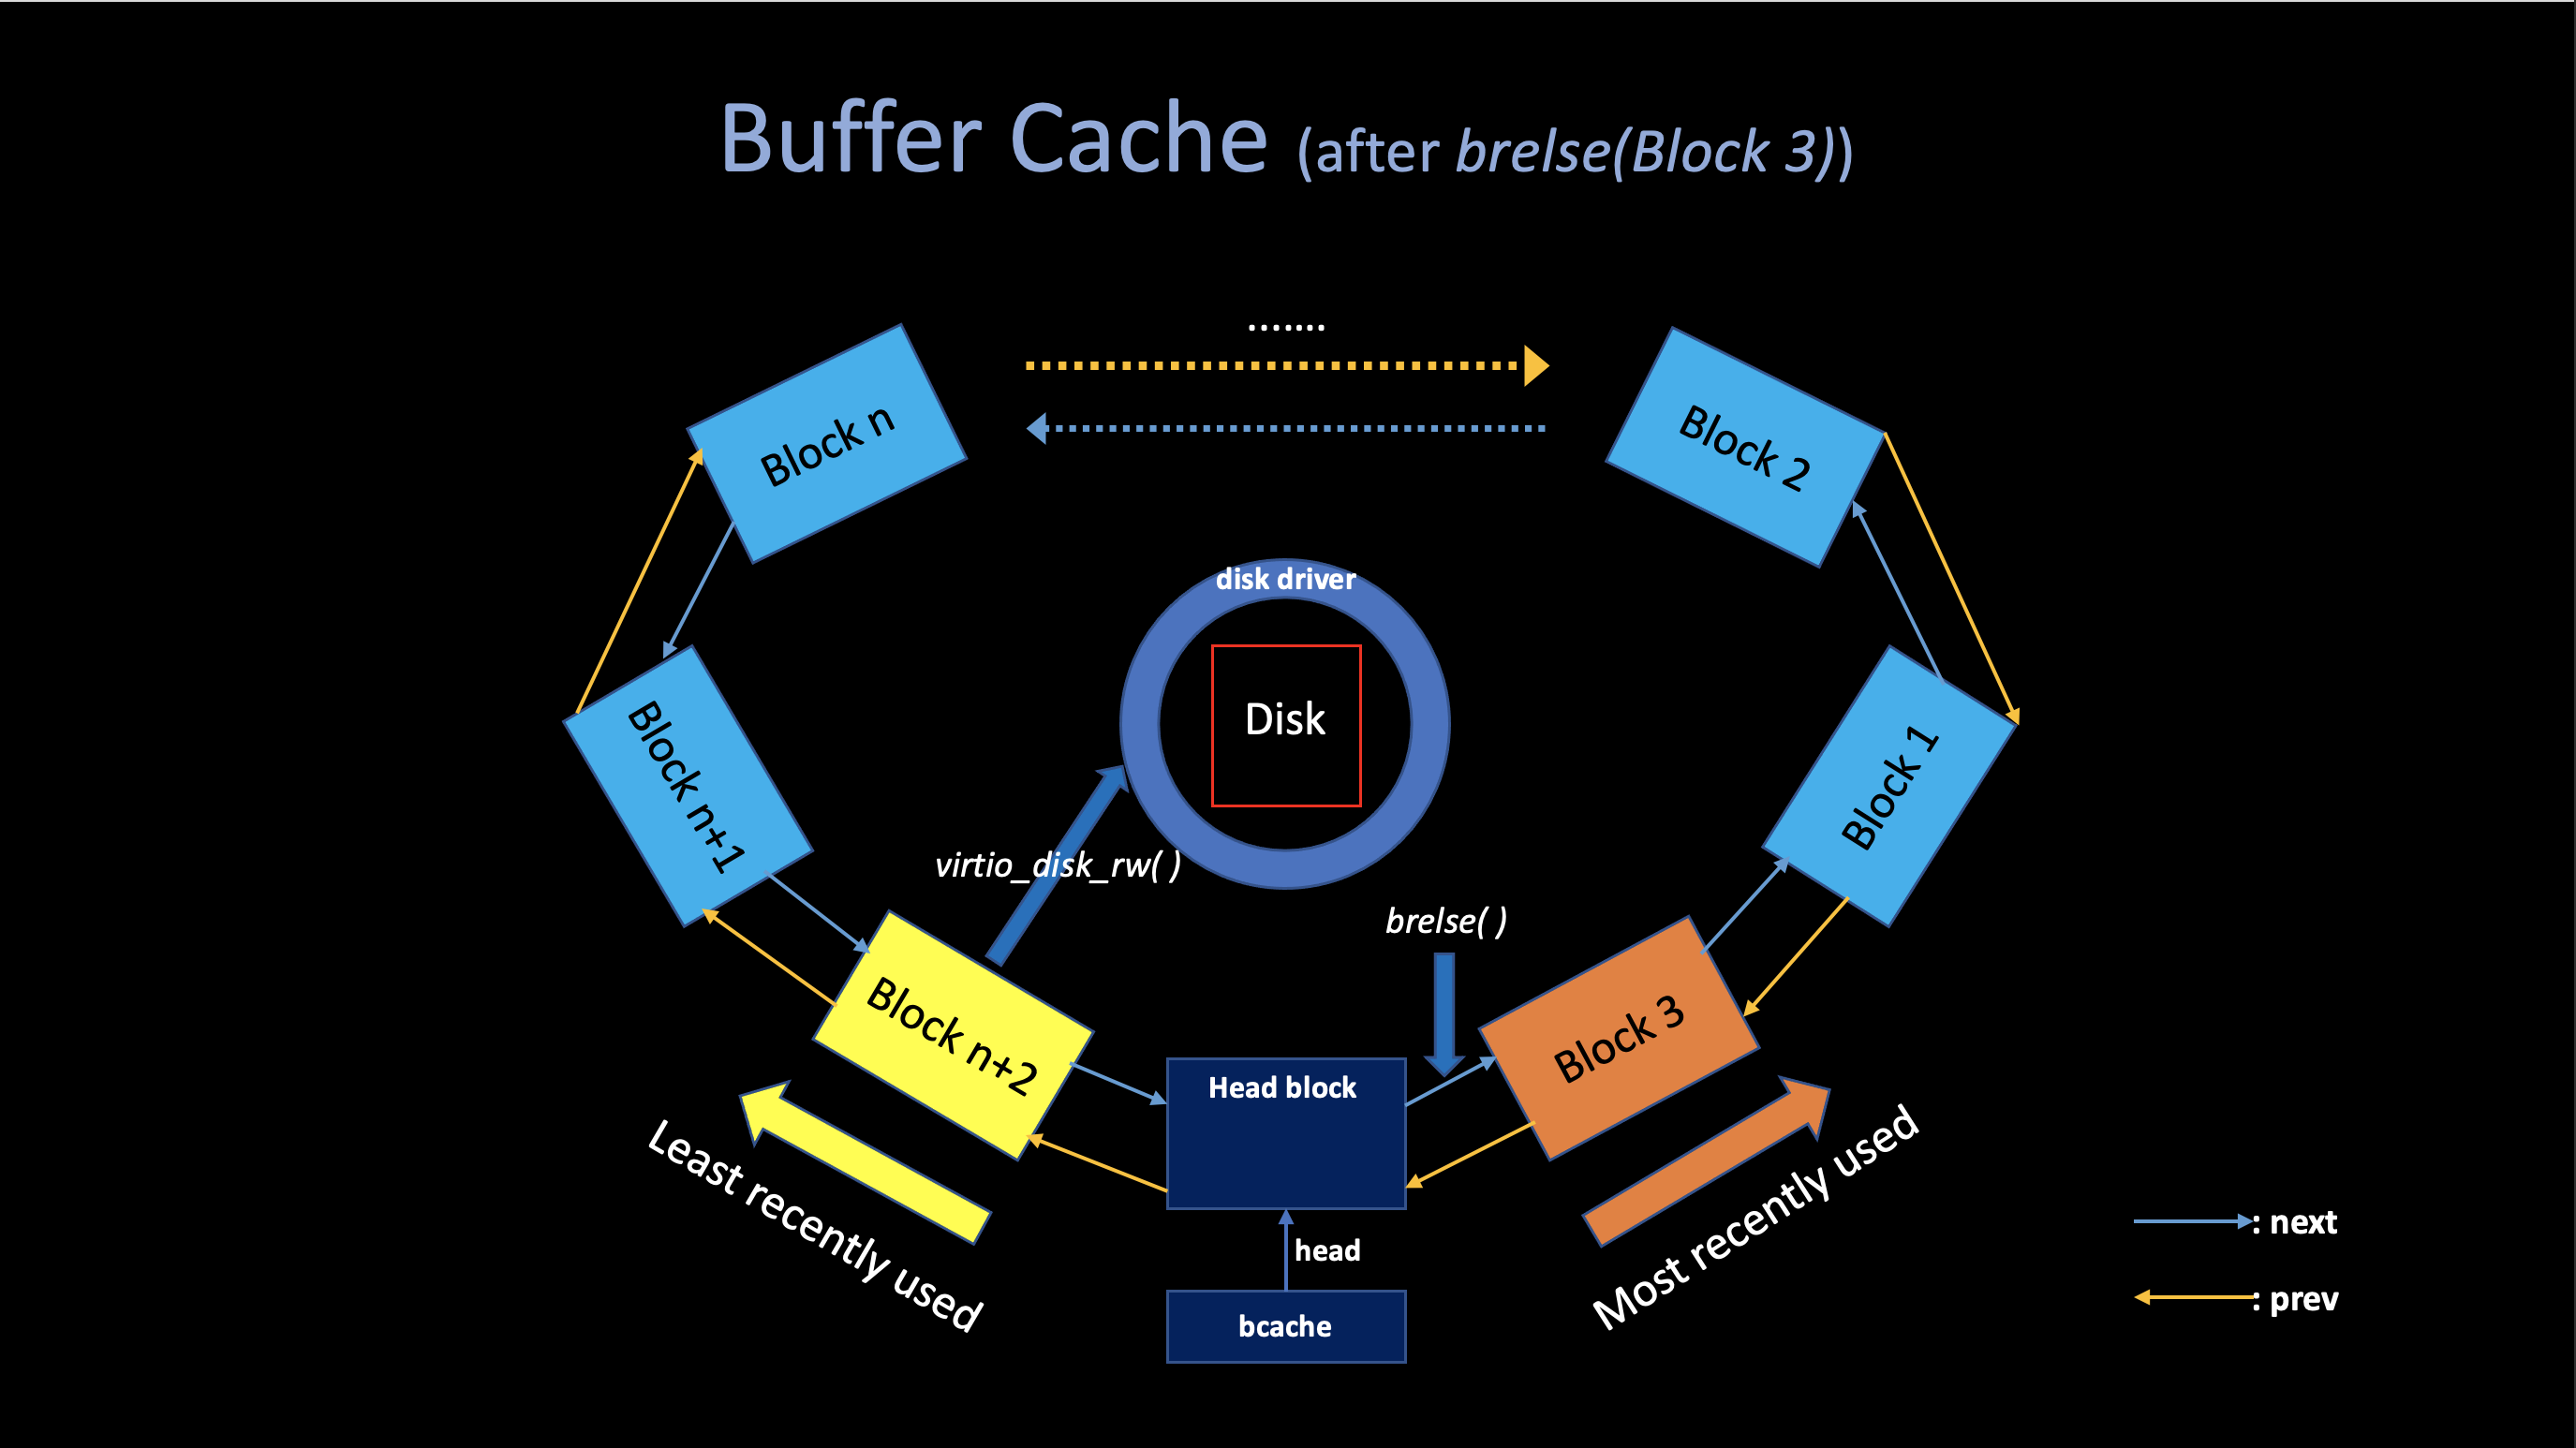 Buffer Cache (after brelse(Block 3))
.......
Block n
Block 2
disk driver
Disk
Block n+1
Block 1
virtio_disk_rw( )
brelse( )
Block n+2
Block 3
Head block
Least recently used
Most recently used
head
bcache
: next
: prev